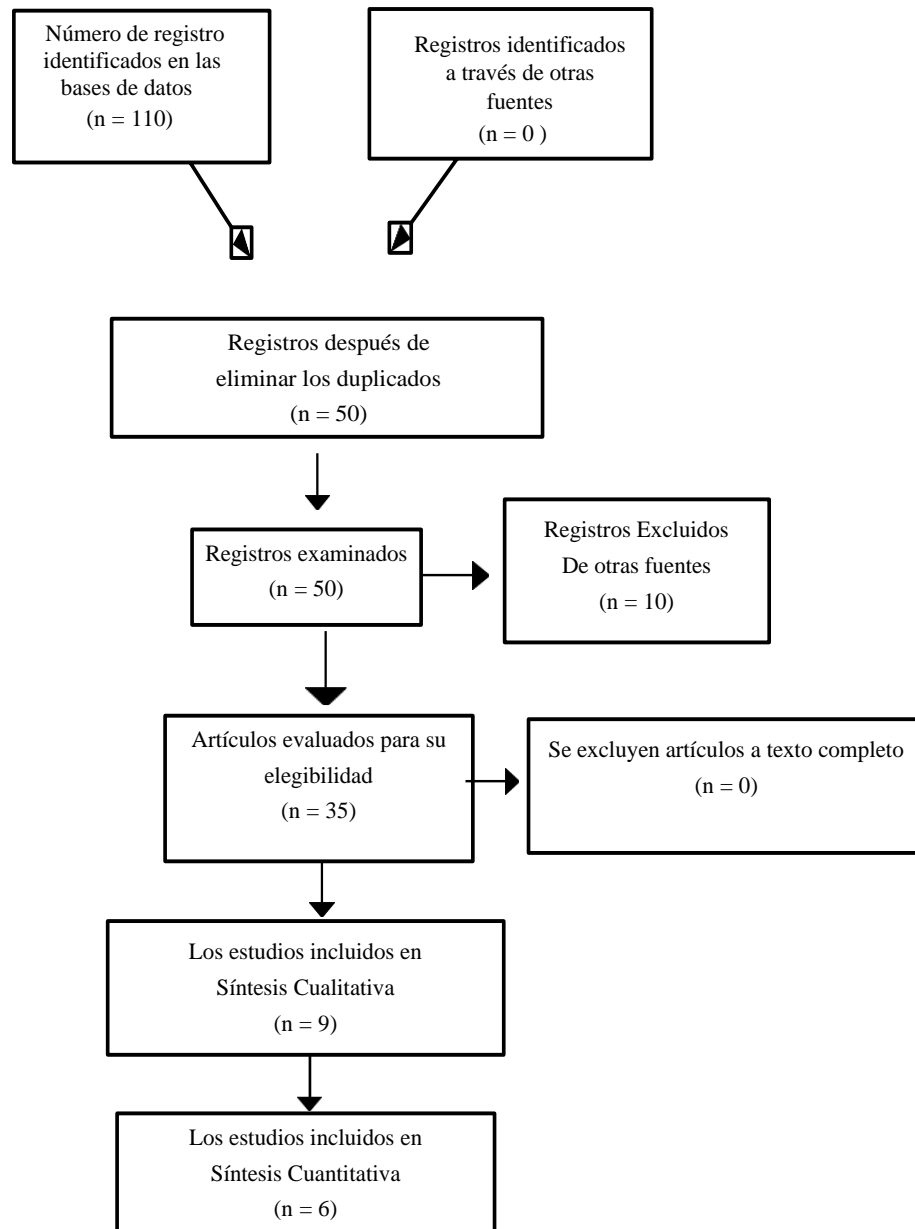 Número de registro
identificados en las
bases de datos
(n = 110)
Registros identificados
a través de otras
fuentes
(n = 0 )
Registros después de
eliminar los duplicados
(n = 50)
Registros examinados
(n = 50)
Registros Excluidos
De otras fuentes
(n = 10)
Artículos evaluados para su
elegibilidad
(n = 35)
Se excluyen artículos a texto completo
(n = 0)
Los estudios incluidos en
Síntesis Cualitativa
(n = 9)
Los estudios incluidos en
Síntesis Cuantitativa
(n = 6)